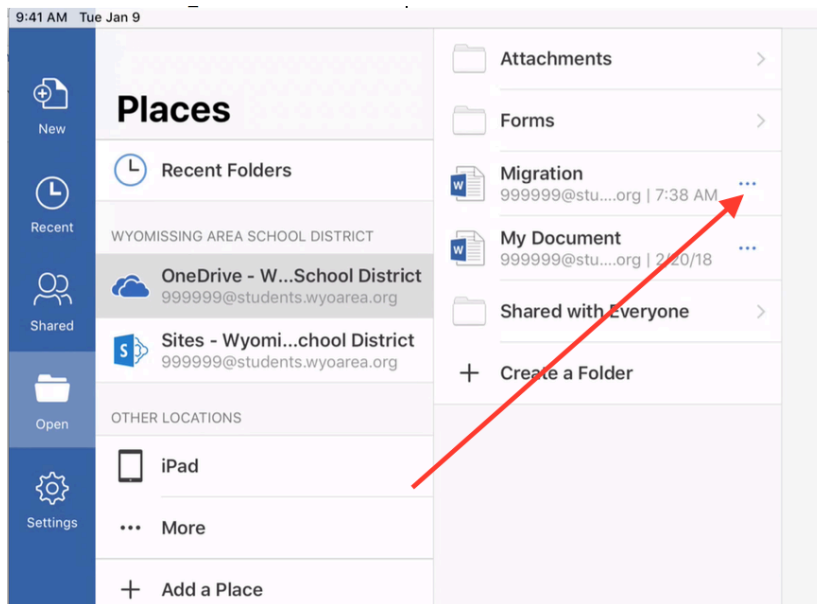 9:41 AM Tue Jan 9
New
Recent
Shared
Open
Settings
Places
Recent Folders
WYOMISSING AREA SCHOOL DISTRICT
OneDrive - W...School District
999999@students.wyoarea.org
Sites - Wyomi...chool District
999999@students.wyoarea.org
OTHER LOCATIONS
iPad
More
Add a Place
Attachments
Forms
Migration
999999@stu....org | 7:38 AM
My Document
999999@stu....org | 2/20/18
Shared with Everyone
Create a Folder